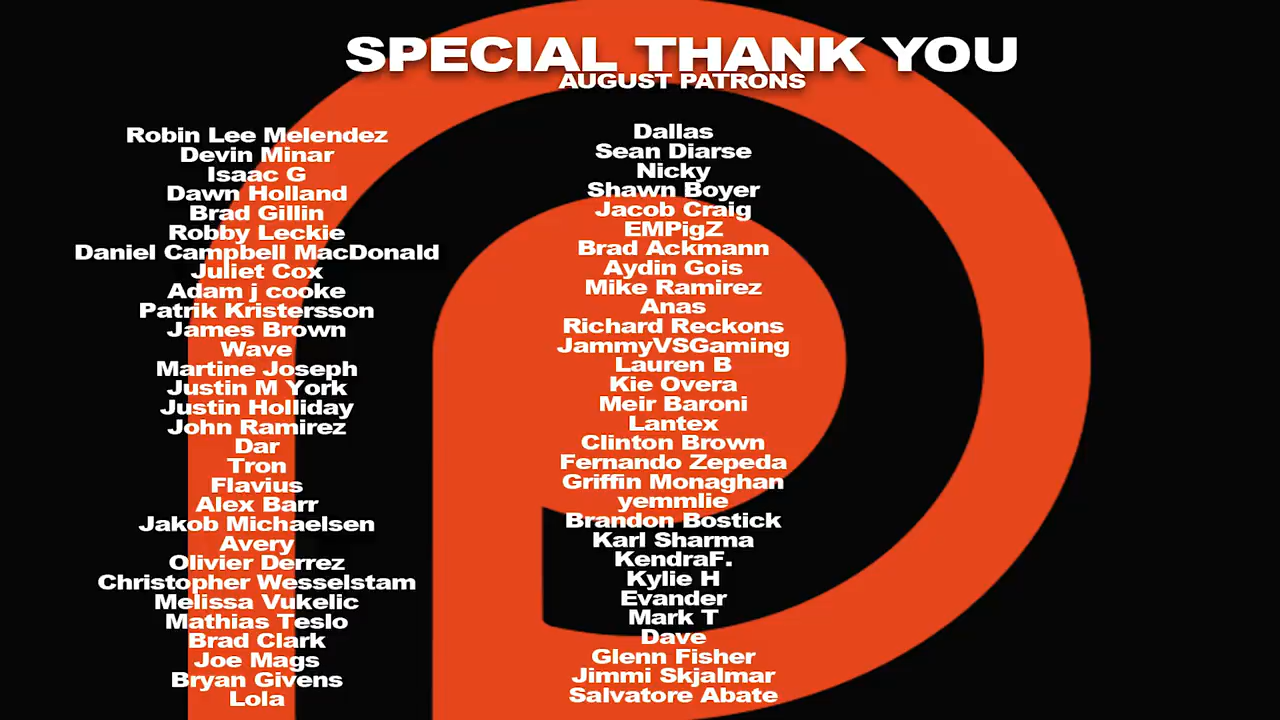 SPECIAL THANK YOU
AUGUST PATRONS
Robin Lee Melendez
Devin Minar
Isaac G
Dawn Holland
Brad Gillin
Robby Leckie
Daniel Campbell MacDonald
Juliet Cox
Adam j cooke
Patrik Kristersson
James Brown
Wave
Martine Joseph
Justin M York
Justin Holliday
John Ramirez
Dar
Tron
Flavius
Alex Barr
Jakob Michaelsen
Avery
Olivier Derrez
Christopher Wesselstam
Melissa Vukelic
Mathias Teslo
Brad Clark
Joe Mags
Bryan Givens
Lola
Dallas
Sean Diarse
Nicky
Shawn Boyer
Jacob Craig
EMPigZ
Brad Ackmann
Aydin Gois
Mike Ramirez
Anas
Richard Reckons
JammyVSGaming
Lauren B
Kie Overa
Meir Baroni
Lantex
Clinton Brown
Fernando Zepeda
Griffin Monaghan
yemmlie
Brandon Bostick
Karl Sharma
KendraF.
Kylie H
Evander
Mark T
Dave
Glenn Fisher
Jimmi Skjalmar
Salvatore Abate